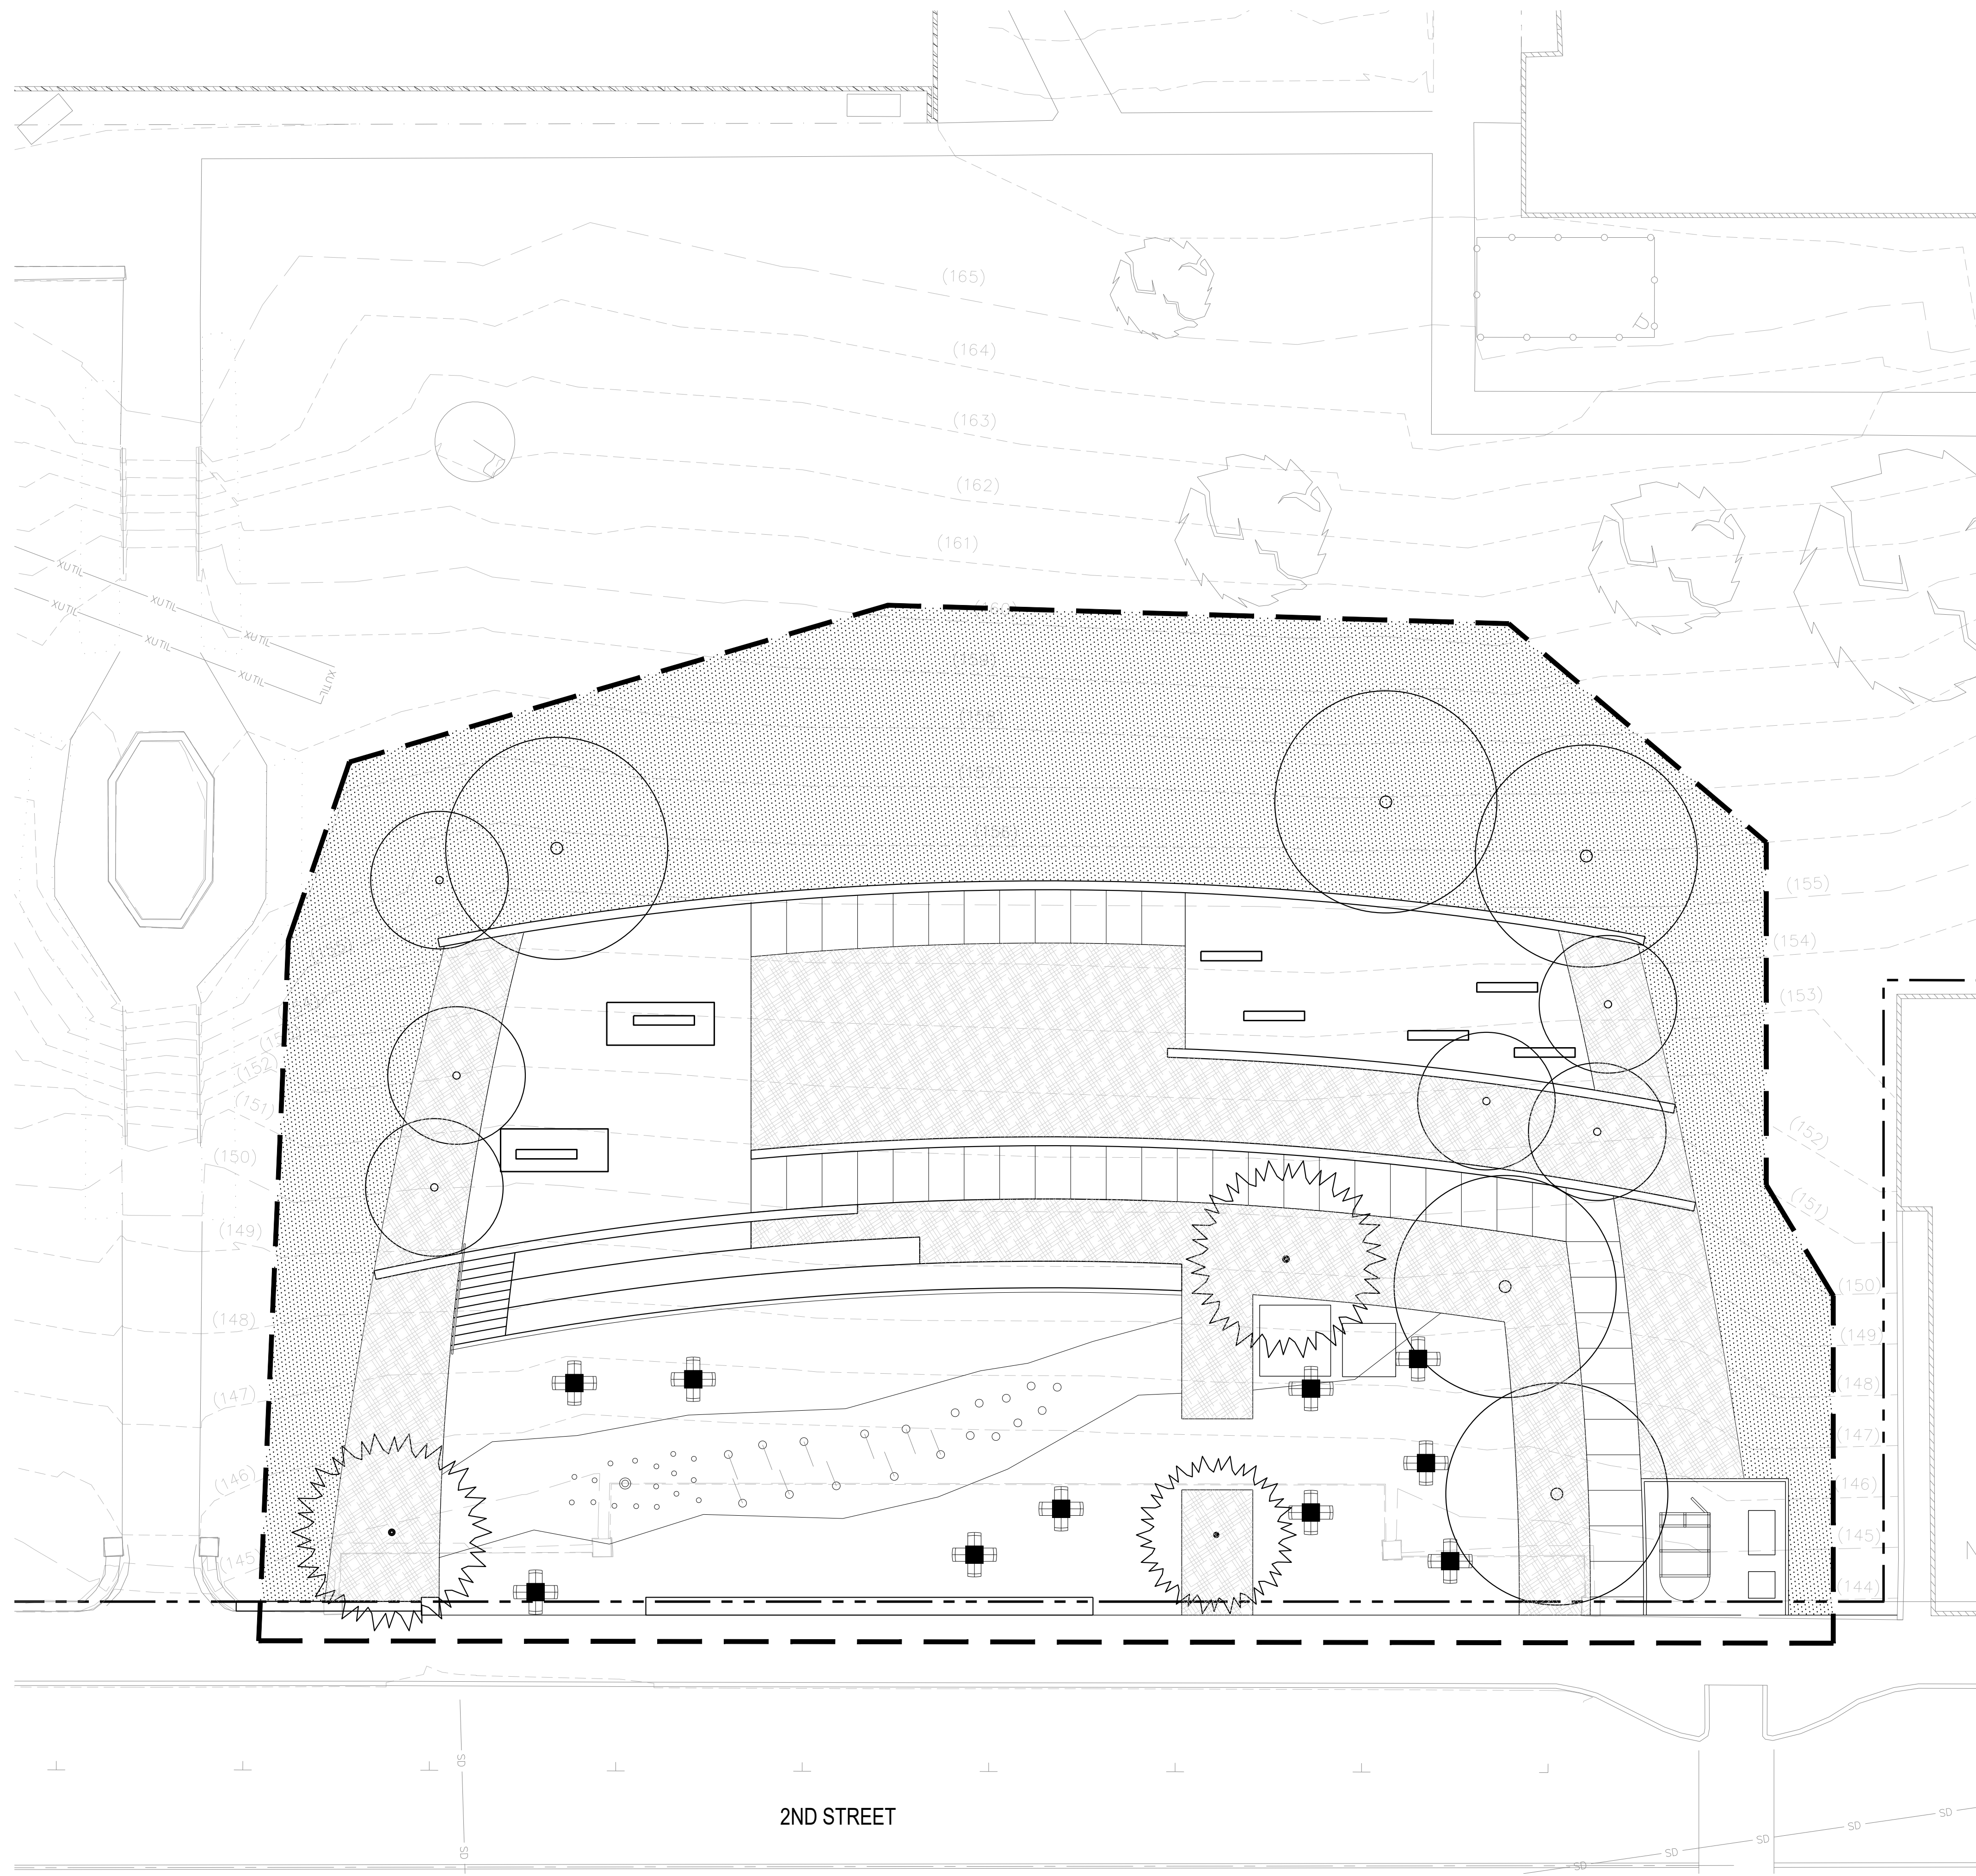 (165)
(164)
(163)
(162)
(161)
XUTIL
XUTIL
XUTIL
XUTIL
XUTIL
XUTIL
XUTIL
(155)
(154)
(153)
(152)
(151)
(152)
(151)
(150)
(149)
(150)
(148)
(149)
(147)
(148)
(147)
(146)
(146)
(145)
(145)
(144)
SD
2ND STREET
SD
SD
SD
SD
SD
SD